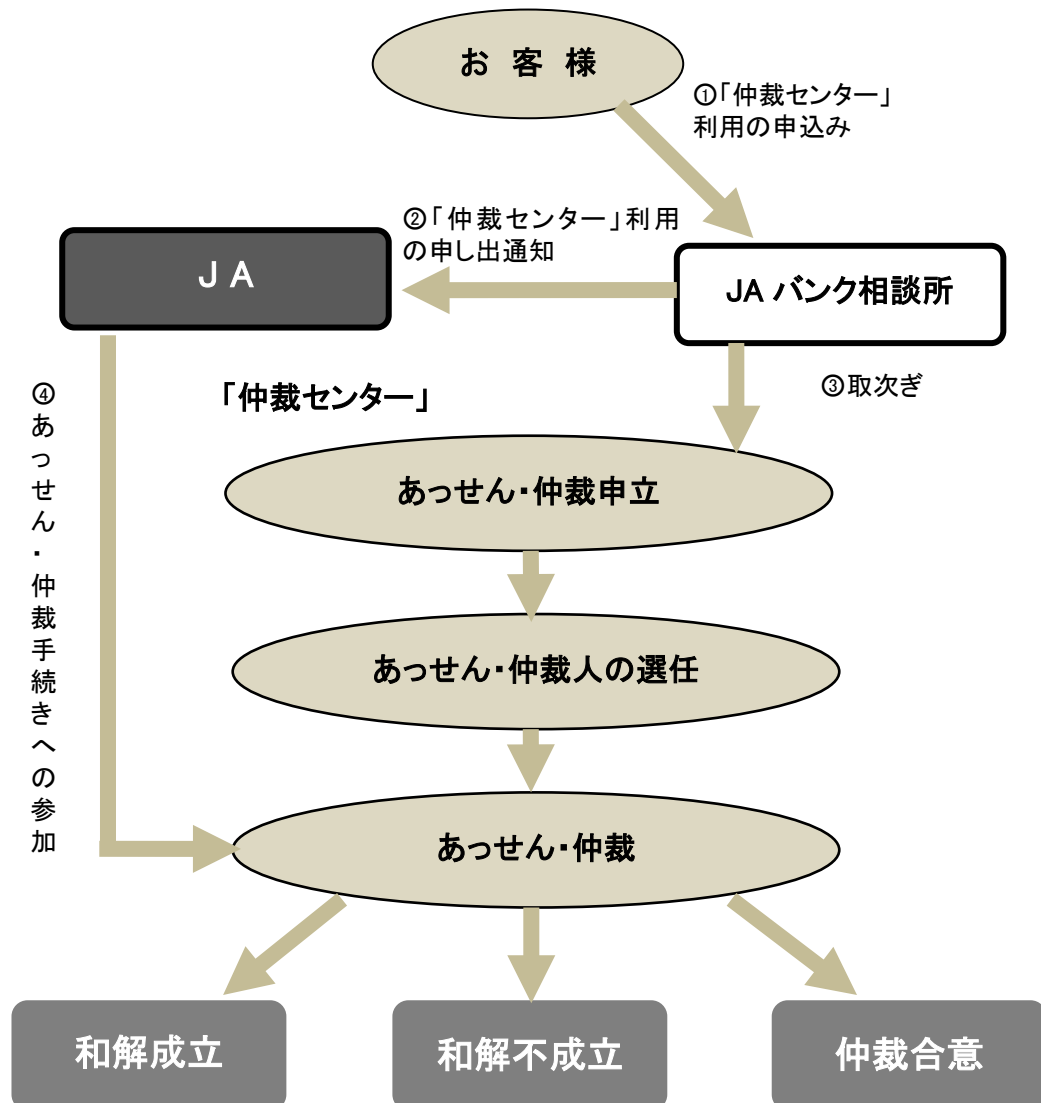 お 客 様
①「仲裁センター」
利用の申込み
②「仲裁センター」利用
の申し出通知
JA
JA バンク相談所
③取次ぎ
④あっせん・仲裁手続きへの参加
「仲裁センター」
あっせん・仲裁申立
あっせん・仲裁人の選任
あっせん・仲裁
和解成立
和解不成立
仲裁合意